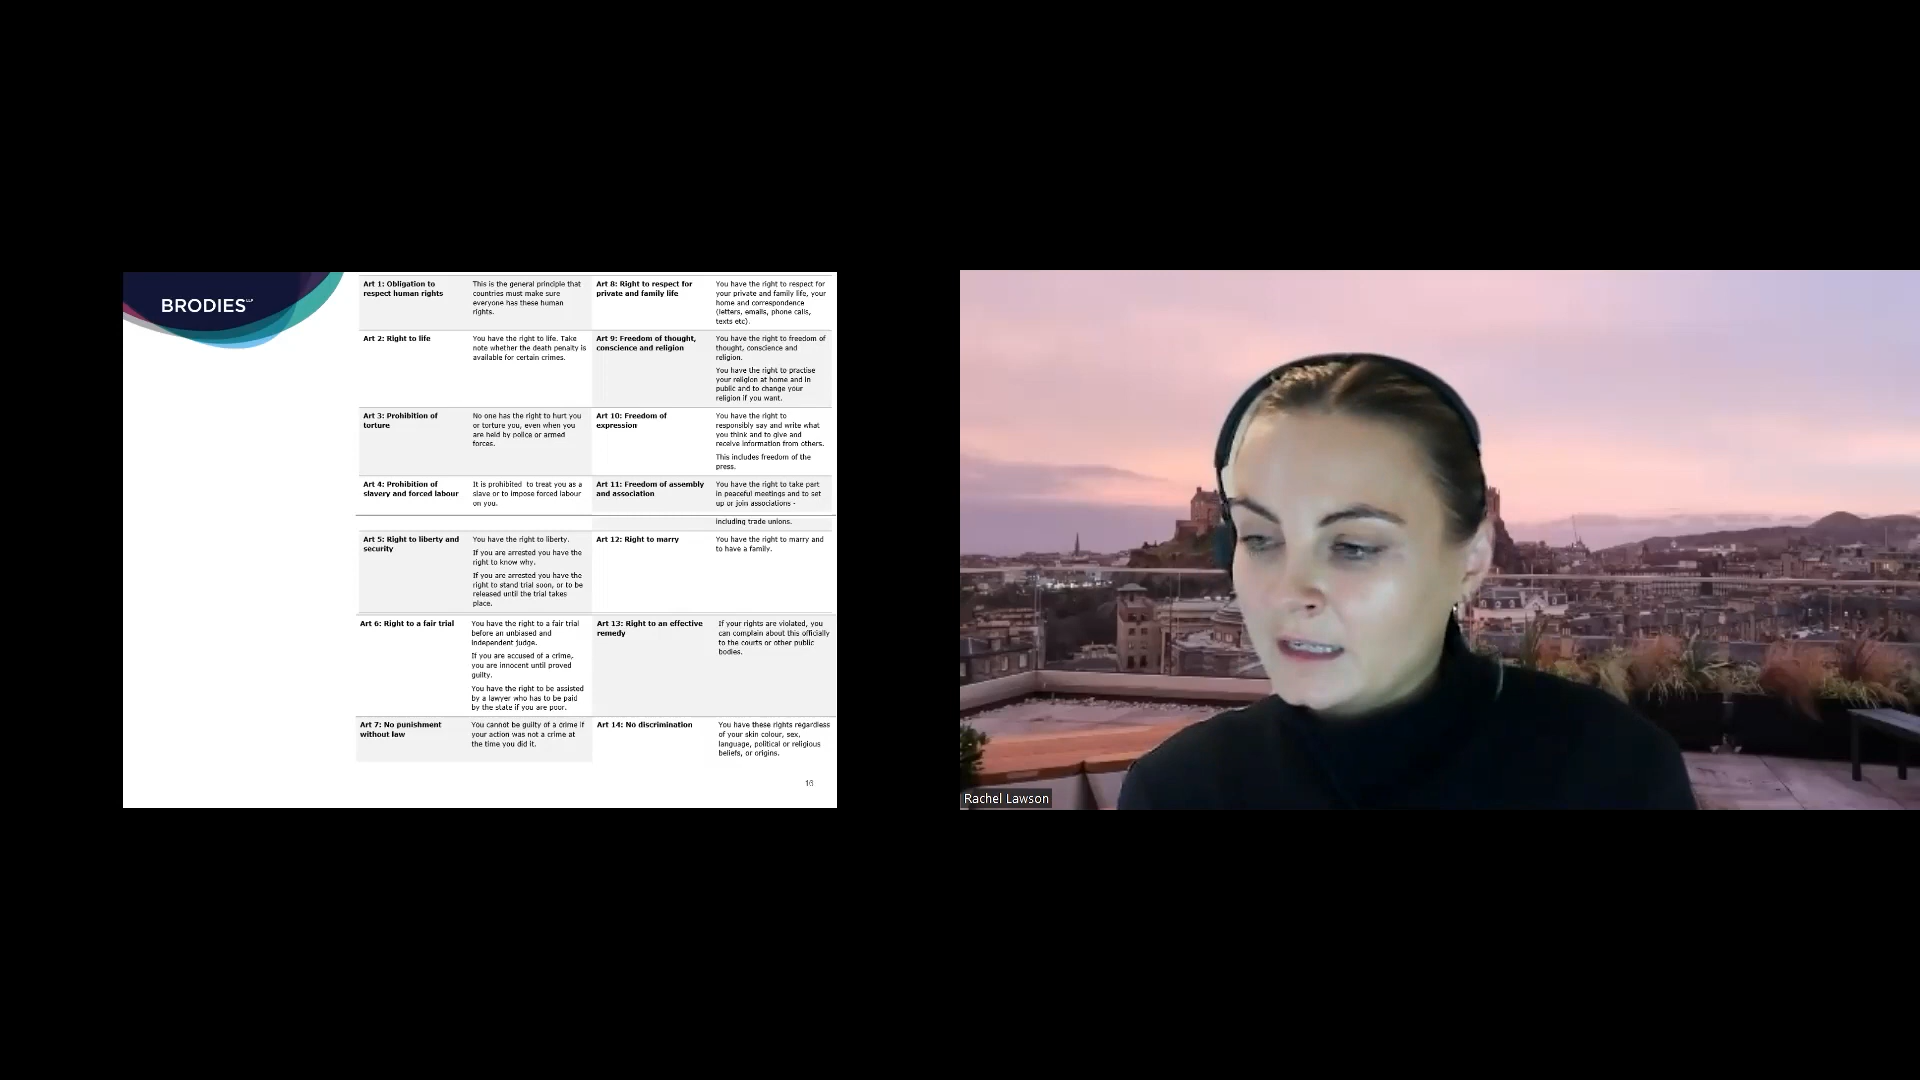 BRODIES LLP
Art 1: Obligation to
respect human rights
This is the general principle that
countries must make sure
everyone has these human
rights.
Art 8: Right to respect for
private and family life
You have the right to respect for
your private and family life, your
home and correspondence
(letters, emails, phone calls,
texts etc).
Art 2: Right to life
You have the right to life. Take
note whether the death penalty is
available for certain crimes.
Art 9: Freedom of thought,
conscience and religion
You have the right to freedom of
thought, conscience and
religion.
You have the right to practise
your religion at home and in
public and to change your
religion if you want.
Art 3: Prohibition of
torture
No one has the right to hurt you
or torture you, even when you
are held by police or armed
forces.
Art 10: Freedom of
expression
You have the right to
responsibly say and write what
you think and to give and
receive information from others.
This includes freedom of the
press.
Art 4: Prohibition of
slavery and forced labour
It is prohibited to treat you as a
slave or to impose forced labour
on you.
Art 11: Freedom of assembly
and association
You have the right to take part
in peaceful meetings and to set
up or join associations -
including trade unions.
Art 5: Right to liberty and
security
You have the right to liberty.
If you are arrested you have the
right to know why.
If you are arrested you have the
right to stand trial soon, or to be
released until the trial takes
place.
Art 12: Right to marry
You have the right to marry and
to have a family.
Art 6: Right to a fair trial
You have the right to a fair trial
before an unbiased and
independent judge.
If you are accused of a crime,
you are innocent until proved
guilty.
You have the right to be assisted
by a lawyer who has to be paid
by the state if you are poor.
Art 13: Right to an effective
remedy
If your rights are violated, you
can complain about this officially
to the courts or other public
bodies.
Art 7: No punishment
without law
You cannot be guilty of a crime if
your action was not a crime at
the time you did it.
Art 14: No discrimination
You have these rights regardless
of your skin colour, sex,
language, political or religious
beliefs, or origins.
16
Rachel Lawson